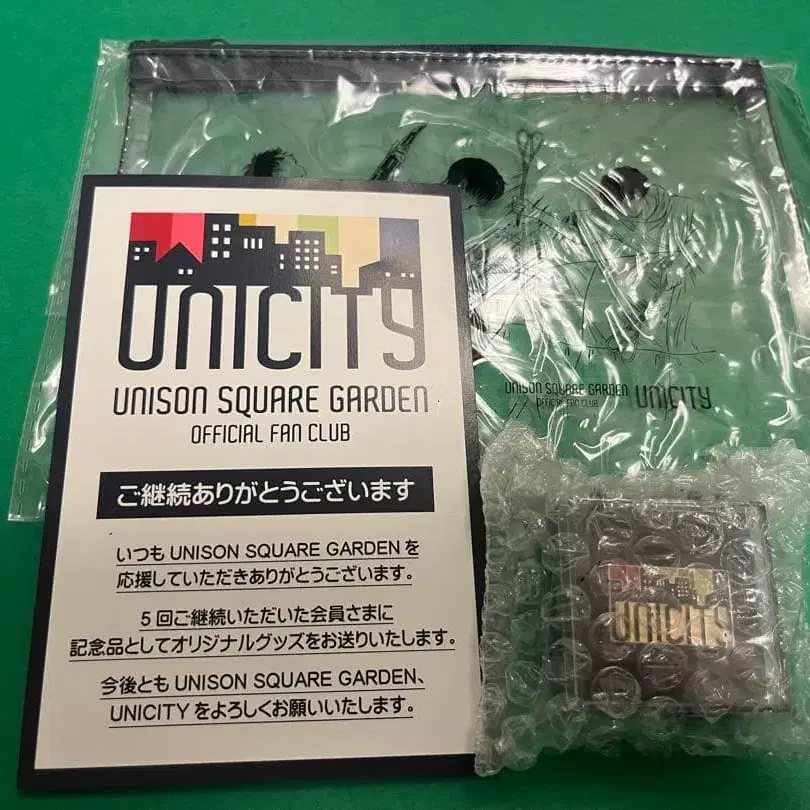 UNICITY
UNISON SQUARE GARDEN
OFFICIAL FAN CLUB
ご継続ありがとうございます
いつも UNISON SQUARE GARDEN を
応援していただきありがとうございます。
5回ご継続いただいた会員さまに
記念品としてオリジナルグッズをお送りいたします。
今後とも UNISON SQUARE GARDEN、
UNICITY をよろしくお願いいたします。
UNISON SQUARE GARDEN
OFFICIAL FAN CLUB
UNICITY
UNICITY